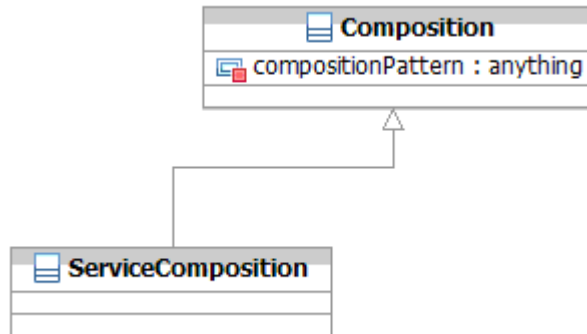 Composition
compositionPattern : anything
ServiceComposition